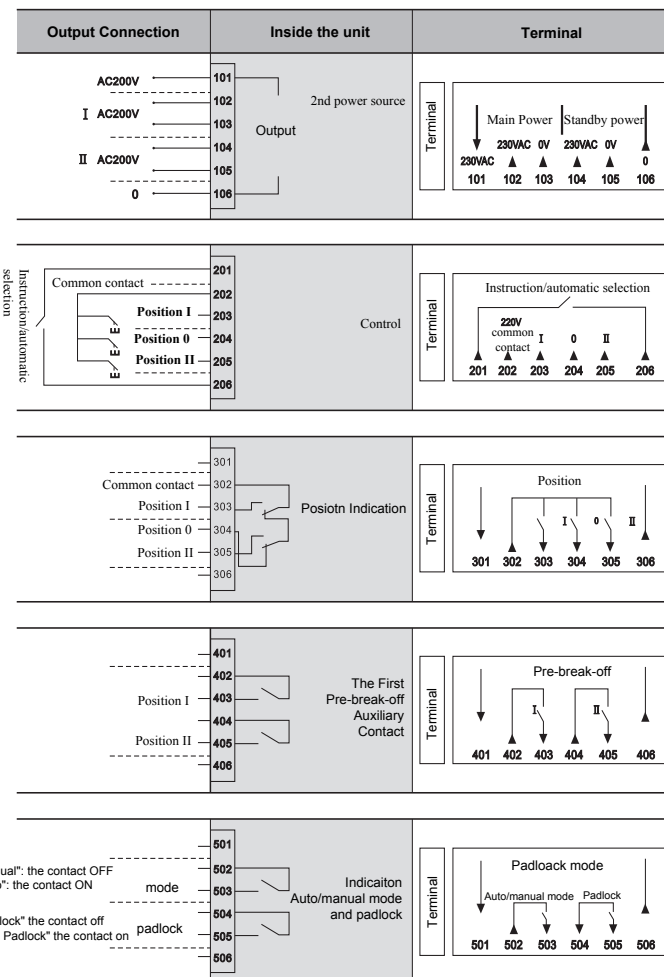 Output Connection
Inside the unit
Terminal
AC200V
I AC200V
II AC200V
0
101
102
103
104
105
106
2nd power source
Output
Terminal
Main Power Standby power
230VAC 0V 230VAC 0V
230VAC 0
101 102 103 104 105 106
Instruction/automatic
selection
Common contact
Position I
Position 0
Position II
201
202
203
204
205
206
Control
Terminal
Instruction/automatic selection
220V
common
contact
I 0 II
201 202 203 204 205 206
Common contact
Position I
Position 0
Position II
301
302
303
304
305
306
Posiotn Indication
Terminal
Position
I 0 II
301 302 303 304 305 306
Position I
Position II
401
402
403
404
405
406
The First
Pre-break-off
Auxiliary
Contact
Terminal
Pre-break-off
I II
401 402 403 404 405 406
ual": the contact OFF
": the contact ON
mode
lock" the contact off
Padlock" the contact on
padlock
501
502
503
504
505
506
Indicaiton
Auto/manual mode
and padlock
Terminal
Padloack mode
Auto/manual mode Padlock
501 502 503 504 505 506